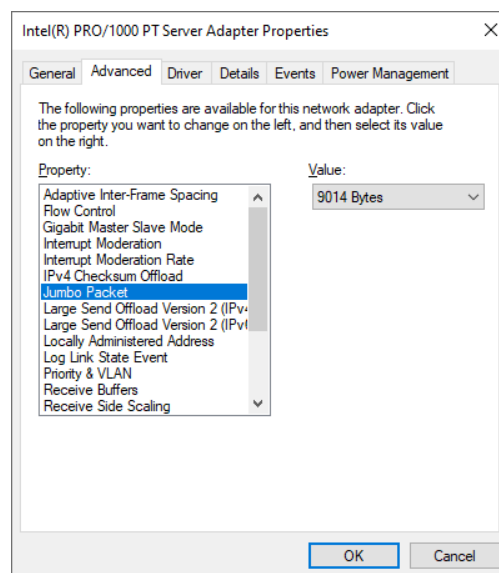 Intel(R) PRO/1000 PT Server Adapter Properties
General Advanced Driver Details Events Power Management
The following properties are available for this network adapter. Click
the property you want to change on the left, and then select its value
on the right.
Property:
Value:
Adaptive Inter-Frame Spacing
Flow Control
Gigabit Master Slave Mode
Interrupt Moderation
Interrupt Moderation Rate
IPv4 Checksum Offload
Jumbo Packet
Large Send Offload Version 2 (IPv4
Large Send Offload Version 2 (IPv6
Locally Administered Address
Log Link State Event
Priority & VLAN
Receive Buffers
Receive Side Scaling
9014 Bytes
OK Cancel